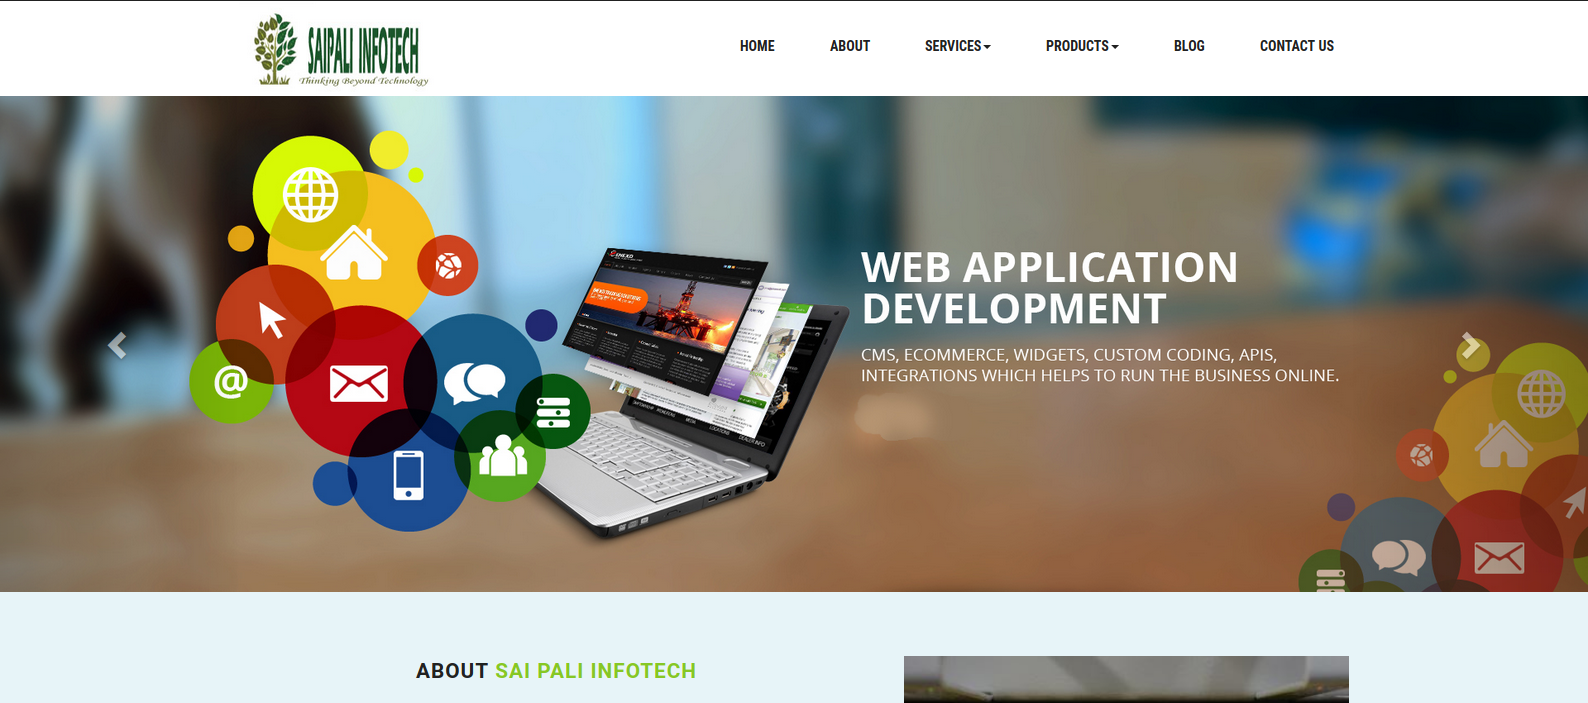 SAIPALI INFOTECH
Thinking Beyond Technology
HOME ABOUT SERVICES PRODUCTS BLOG CONTACT US
@
WEB APPLICATION
DEVELOPMENT
CMS, ECOMMERCE, WIDGETS, CUSTOM CODING, APIS,
INTEGRATIONS WHICH HELPS TO RUN THE BUSINESS ONLINE.
ABOUT SAI PALI INFOTECH